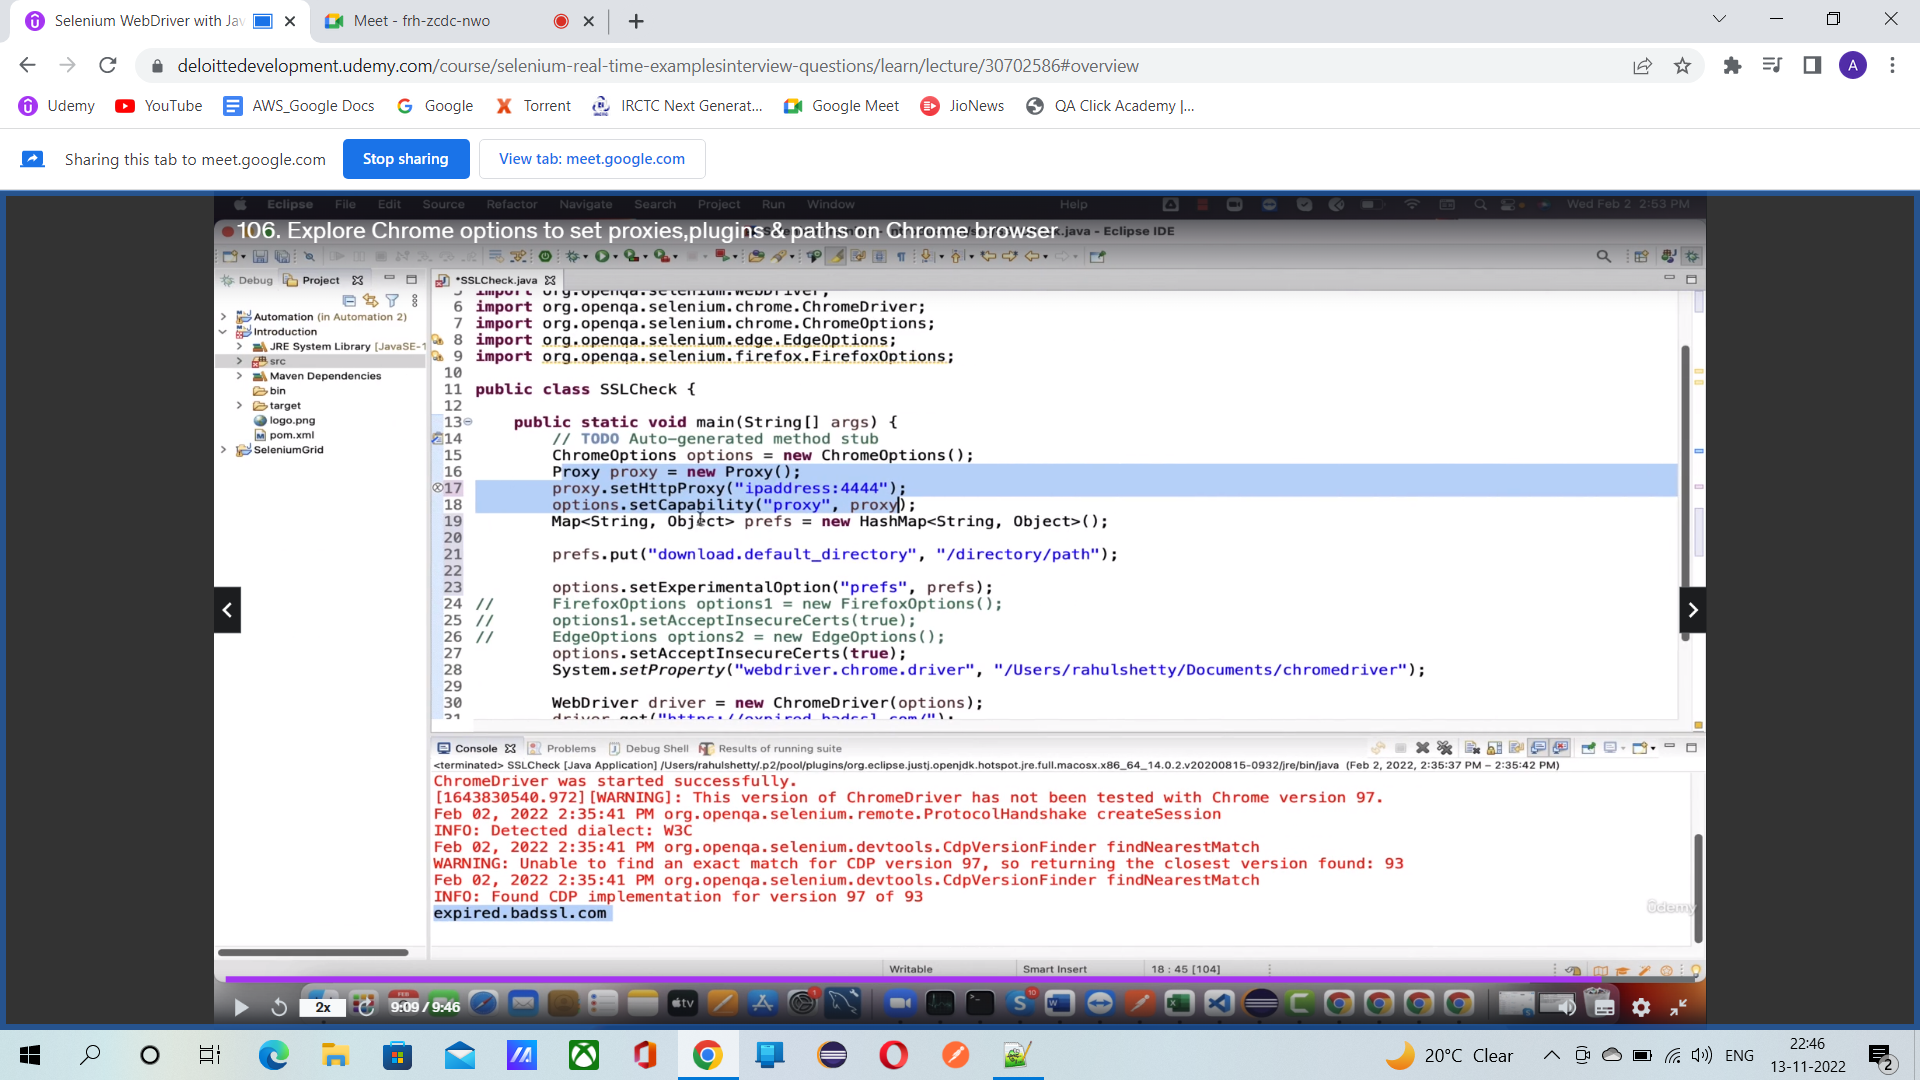 Selenium WebDriver with Jav
Meet - frh-zcdc-nwo
deloittedevelopment.udemy.com/course/selenium-real-time-examplesinterview-questions/learn/lecture/30702586#overview
A
Udemy
YouTube
AWS_Google Docs
Google
Torrent
IRCTC Next Generat...
Google Meet
JioNews
QA Click Academy |...
Sharing this tab to meet.google.com
Stop sharing
View tab: meet.google.com
Eclipse File Edit Source Refactor Navigate Search Project Run Window Help
Wed Feb 2 2:53 PM
106. Explore Chrome options to set proxies,plugins & paths on Chrome browser
.java - Eclipse IDE
Debug
Project
Automation (in Automation 2)
Introduction
JRE System Library [JavaSE-1
src
Maven Dependencies
bin
target
logo.png
pom.xml
SeleniumGrid
*SSLCheck.java
5 import org.openqa.selenium.WebDriver;
6 import org.openqa.selenium.chrome.ChromeDriver;
7 import org.openqa.selenium.chrome.ChromeOptions;
8 import org.openqa.selenium.edge.EdgeOptions;
9 import org.openqa.selenium.firefox.FirefoxOptions;
10
11 public class SSLCheck {
12
13 public static void main(String[] args) {
14 // TODO Auto-generated method stub
15 ChromeOptions options = new ChromeOptions();
16 Proxy proxy = new Proxy();
17 proxy.setHttpProxy("ipaddress:4444");
18 options.setCapability("proxy", proxy);
19 Map<String, Object> prefs = new HashMap<String, Object>();
20
21 prefs.put("download.default_directory", "/directory/path");
22
23 options.setExperimentalOption("prefs", prefs);
24 // FirefoxOptions options1 = new FirefoxOptions();
25 // options1.setAcceptInsecureCerts(true);
26 // EdgeOptions options2 = new EdgeOptions();
27 options.setAcceptInsecureCerts(true);
28 System.setProperty("webdriver.chrome.driver", "/Users/rahulshetty/Documents/chromedriver");
29
30 WebDriver driver = new ChromeDriver(options);
31 driver.get("https://expired.badssl.com/");
Console
Problems
Debug Shell
Results of running suite
<terminated> SSLCheck [Java Application] /Users/rahulshetty/.p2/pool/plugins/org.eclipse.justj.openjdk.hotspot.jre.full.macosx.x86_64_14.0.2.v20200815-0932/jre/bin/java (Feb 2, 2022, 2:35:37 PM – 2:35:42 PM)
ChromeDriver was started successfully.
[1643830540.972][WARNING]: This version of ChromeDriver has not been tested with Chrome version 97.
Feb 02, 2022 2:35:41 PM org.openqa.selenium.remote.ProtocolHandshake createSession
INFO: Detected dialect: W3C
Feb 02, 2022 2:35:41 PM org.openqa.selenium.devtools.CdpVersionFinder findNearestMatch
WARNING: Unable to find an exact match for CDP version 97, so returning the closest version found: 93
Feb 02, 2022 2:35:41 PM org.openqa.selenium.devtools.CdpVersionFinder findNearestMatch
INFO: Found CDP implementation for version 97 of 93
expired.badssl.com
Udemy
Writable
Smart Insert
18 : 45 [104]
2x
9:09 / 9:46
20°C Clear
ENG
22:46
13-11-2022
2